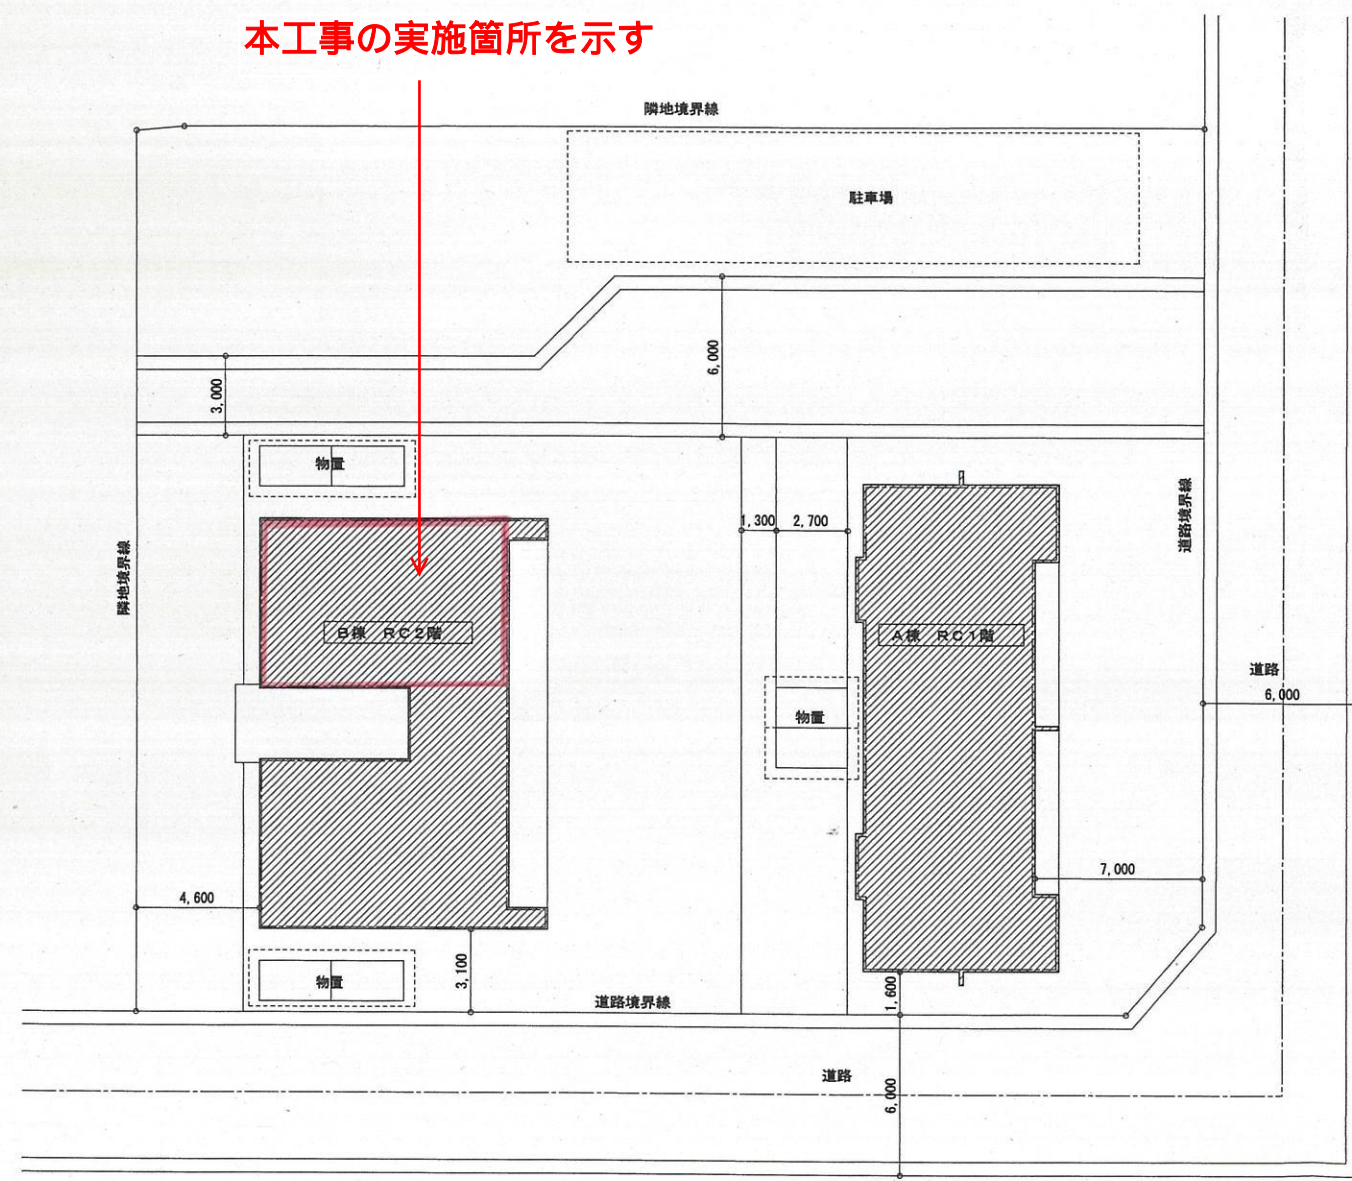 本工事の実施箇所を示す
隣地境界線
駐車場
6,000
3,000
物置
道路境界線
1,300
2,700
隣地境界線
B棟 RC2階
A棟 RC1階
道路
6,000
物置
7,000
4,600
3,100
物置
1,600
道路境界線
道路
6,000